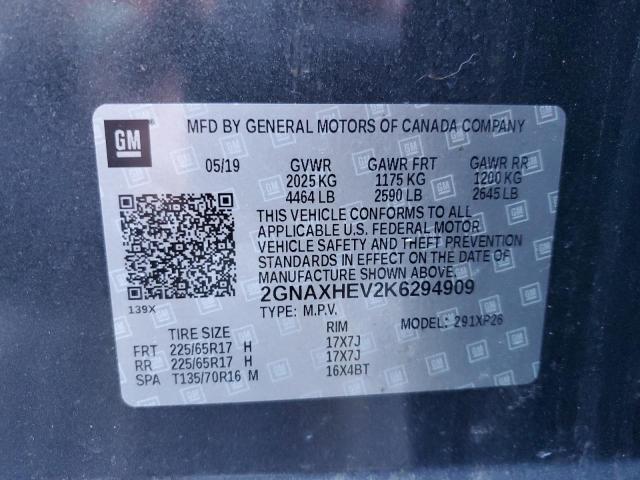 GM
MFD BY GENERAL MOTORS OF CANADA COMPANY
05/19 GVWR GAWR FRT GAWR RR
2025 KG 1175 KG 1200 KG
4464 LB 2590 LB 2645 LB
THIS VEHICLE CONFORMS TO ALL
APPLICABLE U.S. FEDERAL MOTOR
VEHICLE SAFETY AND THEFT PREVENTION
STANDARDS IN EFFECT ON THE DATE OF
MANUFACTURE SHOWN ABOVE.
2GNAXHEV2K6294909
139X
TYPE: M.P.V. MODEL: 291XP26
TIRE SIZE RIM
FRT 225/65R17 H 17X7J
RR 225/65R17 H 17X7J
SPA T135/70R16 M 16X4BT